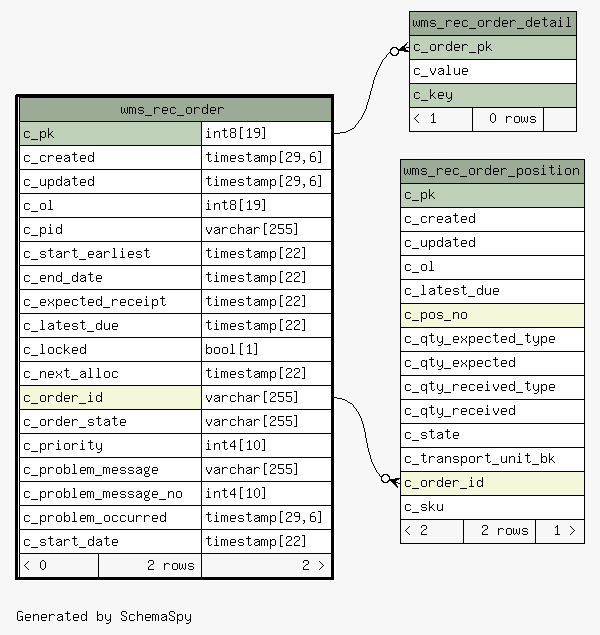 wms_rec_order_detail
c_order_pk
c_value
c_key
< 1 0 rows
wms_rec_order
c_pk int8[19]
c_created timestamp[29,6]
c_updated timestamp[29,6]
c_ol int8[19]
c_pid varchar[255]
c_start_earliest timestamp[22]
c_end_date timestamp[22]
c_expected_receipt timestamp[22]
c_latest_due timestamp[22]
c_locked bool[1]
c_next_alloc timestamp[22]
c_order_id varchar[255]
c_order_state varchar[255]
c_priority int4[10]
c_problem_message varchar[255]
c_problem_message_no int4[10]
c_problem_occurred timestamp[29,6]
c_start_date timestamp[22]
< 0 2 rows 2 >
wms_rec_order_position
c_pk
c_created
c_updated
c_ol
c_latest_due
c_pos_no
c_qty_expected_type
c_qty_expected
c_qty_received_type
c_qty_received
c_state
c_transport_unit_bk
c_order_id
c_sku
< 2 2 rows 1 >
Generated by SchemaSpy